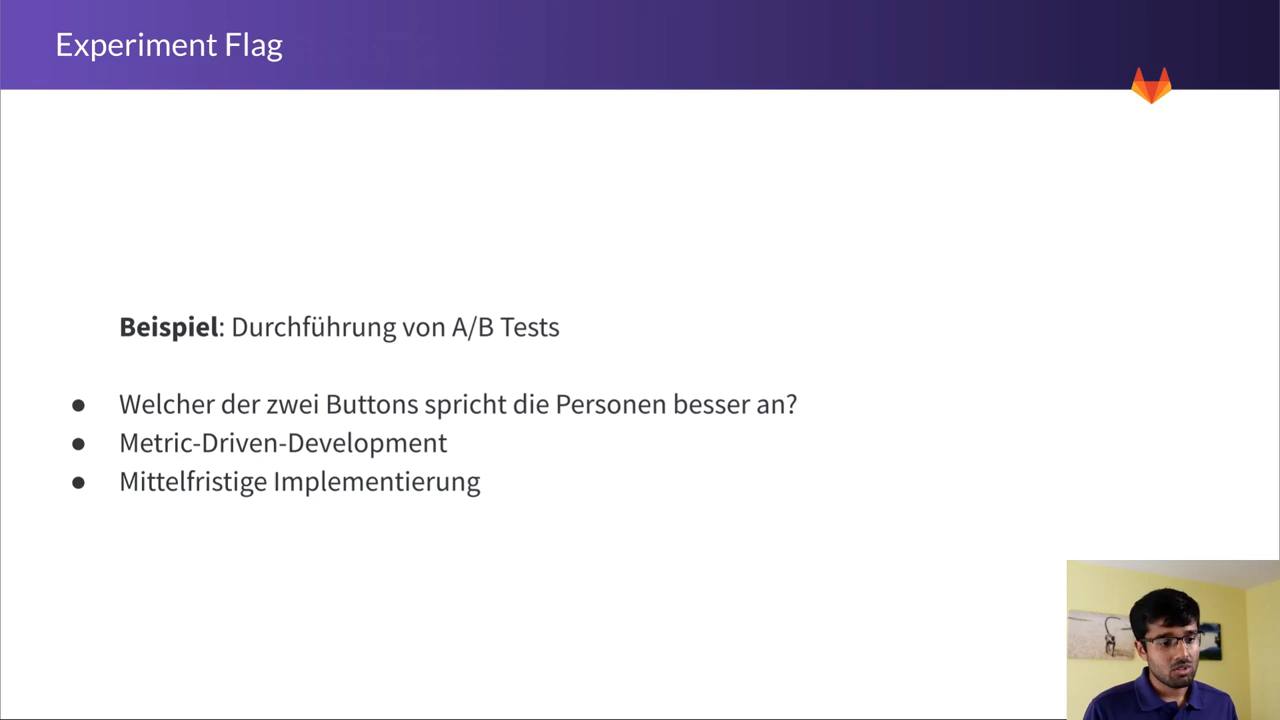 Experiment Flag
Beispiel: Durchführung von A/B Tests
● Welcher der zwei Buttons spricht die Personen besser an?
● Metric-Driven-Development
● Mittelfristige Implementierung